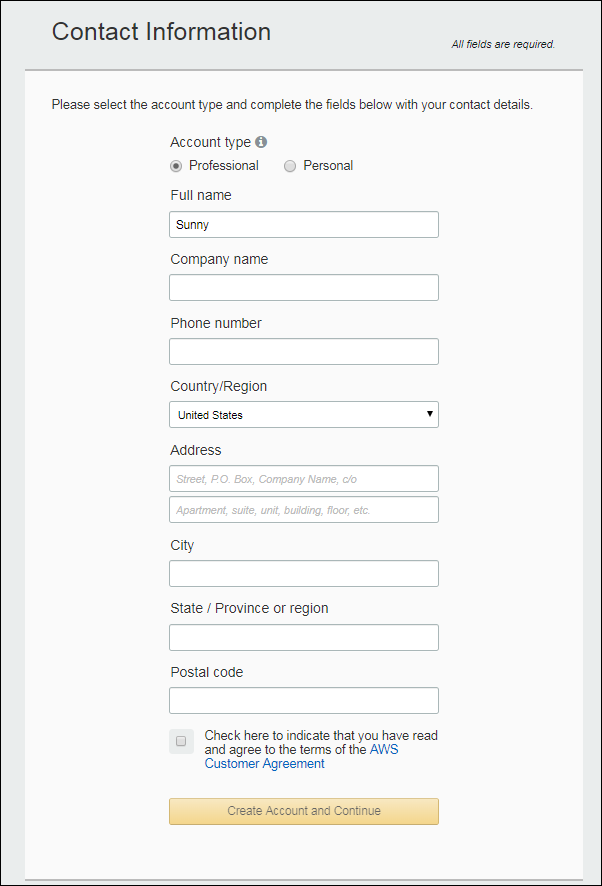 Contact Information
All fields are required.
Please select the account type and complete the fields below with your contact details.
Account type
Professional Personal
Full name
Sunny
Company name
Phone number
Country/Region
United States
Address
Street, P.O. Box, Company Name, c/o
Apartment, suite, unit, building, floor, etc.
City
State / Province or region
Postal code
Check here to indicate that you have read
and agree to the terms of the AWS
Customer Agreement
Create Account and Continue